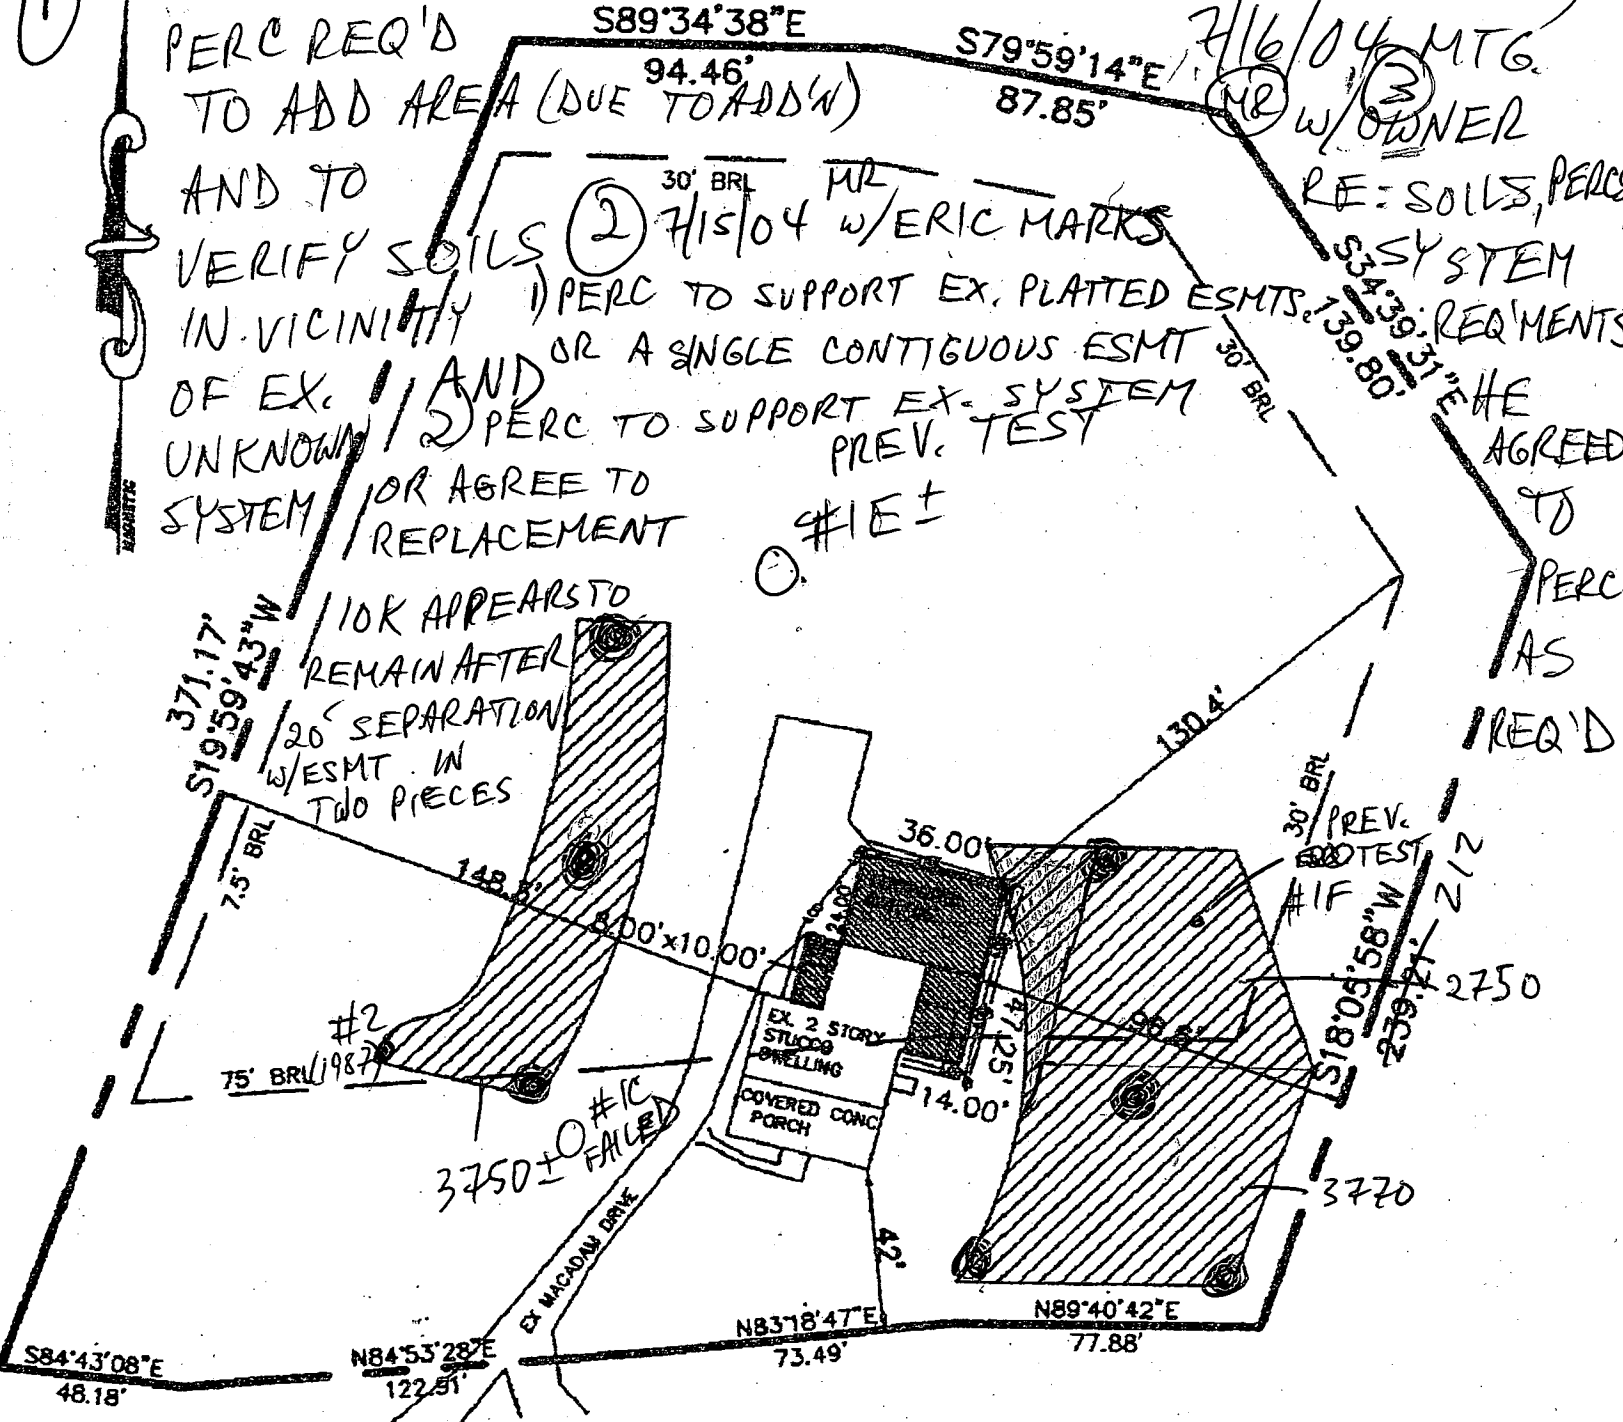 1
PERC REQ'D
TO ADD AREA (DUE TO ADD'N)
AND TO
VERIFY SOILS
IN VICINITY
OF EX.
UNKNOWN
SYSTEM
MAGNETIC
S89°34'38"E
94.46'
S79°59'14"E
87.85'
30' BRL
MR
2 7/15/04 w/ERIC MARKS
1) PERC TO SUPPORT EX. PLATTED ESMTS.
OR A SINGLE CONTIGUOUS ESMT
AND
2) PERC TO SUPPORT EX. SYSTEM
PREV. TEST
OR AGREE TO
REPLACEMENT
#1E±
10K APPEARS TO
REMAIN AFTER
20' SEPARATION
w/ESMT IN
TWO PIECES
7/16/04 MTG.
MR 3
w/OWNER
RE: SOILS, PERCS
SYSTEM
REQ'MENTS
HE
AGREED
TO
PERC
AS
REQ'D
S34°39'31"E
139.80'
30' BRL
371.17'
S19°59'43"W
7.5' BRL
148.5'
8.00'x10.00'
36.00'
24.00'
130.4'
30' BRL
PREV.
TEST
#1F
212
S18°05'58"W
239.21'
2750
98.5'
47.25'
14.00'
EX. 2 STORY
STUCCO
DWELLING
COVERED CONC
PORCH
#2
(1987)
75' BRL
#1C
FAILED
3750±
3770
EX MACADAM DRIVE
42'
S84°43'08"E
48.18'
N84°53'28"E
122.51'
N83°18'47"E
73.49'
N89°40'42"E
77.88'